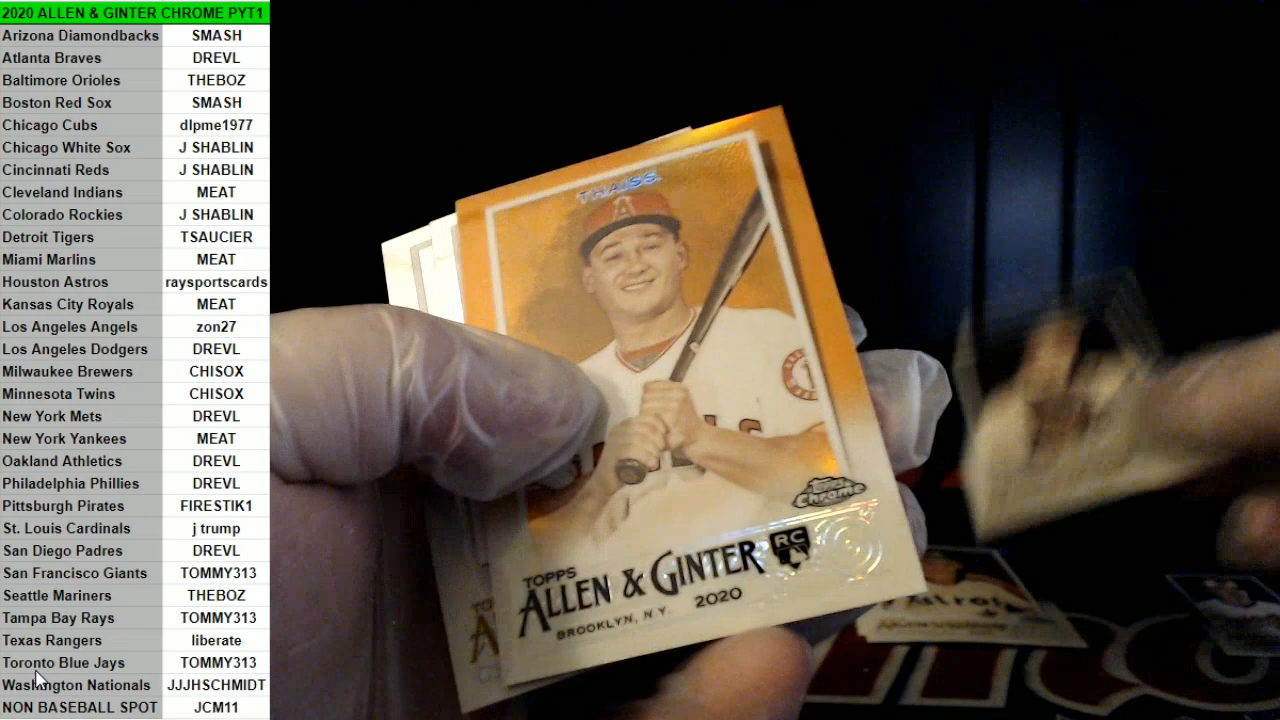 2020 ALLEN & GINTER CHROME PYT1
Arizona Diamondbacks SMASH
Atlanta Braves DREVL
Baltimore Orioles THEBOZ
Boston Red Sox SMASH
Chicago Cubs dlpme1977
Chicago White Sox J SHABLIN
Cincinnati Reds J SHABLIN
Cleveland Indians MEAT
Colorado Rockies J SHABLIN
Detroit Tigers TSAUCIER
Miami Marlins MEAT
Houston Astros raysportscards
Kansas City Royals MEAT
Los Angeles Angels zon27
Los Angeles Dodgers DREVL
Milwaukee Brewers CHISOX
Minnesota Twins CHISOX
New York Mets DREVL
New York Yankees MEAT
Oakland Athletics DREVL
Philadelphia Phillies DREVL
Pittsburgh Pirates FIRESTIK1
St. Louis Cardinals j trump
San Diego Padres DREVL
San Francisco Giants TOMMY313
Seattle Mariners THEBOZ
Tampa Bay Rays TOMMY313
Texas Rangers liberate
Toronto Blue Jays TOMMY313
Washington Nationals JJJHSCHMIDT
NON BASEBALL SPOT JCM11
THAISS
A
Topps Chrome
RC
TOPPS
ALLEN & GINTER
BROOKLYN, N.Y. 2020